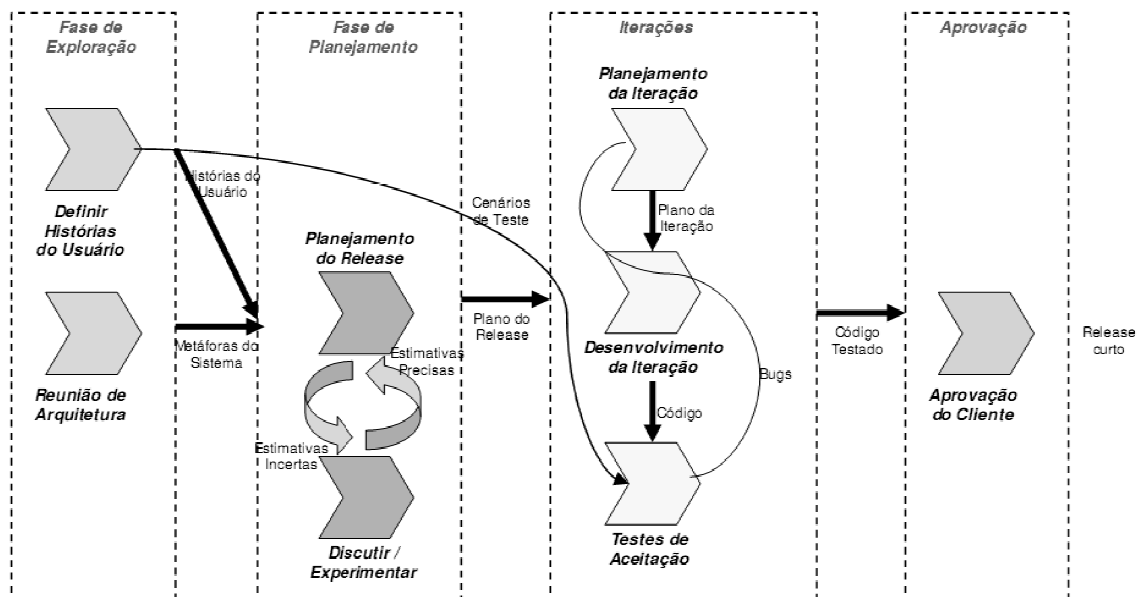 Fase de
Exploração
Fase de
Planejamento
Iterações
Aprovação
Planejamento
da Iteração
Histórias do
Usuário
Cenários
de Teste
Plano da
Iteração
Definir
Histórias
do Usuário
Planejamento
do Release
Plano do
Release
Código
Testado
Release
curto
Metáforas do
Sistema
Desenvolvimento
da Iteração
Estimativas
Precisas
Bugs
Reunião de
Arquitetura
Aprovação
do Cliente
Código
Estimativas
Incertas
Discutir /
Experimentar
Testes de
Aceitação